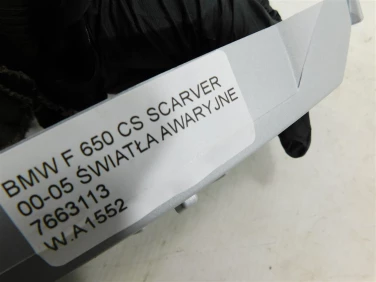 BMW F 650 CS SCARVER
00-05 ŚWIATŁA AWARYJNE
7663113
W.A1552